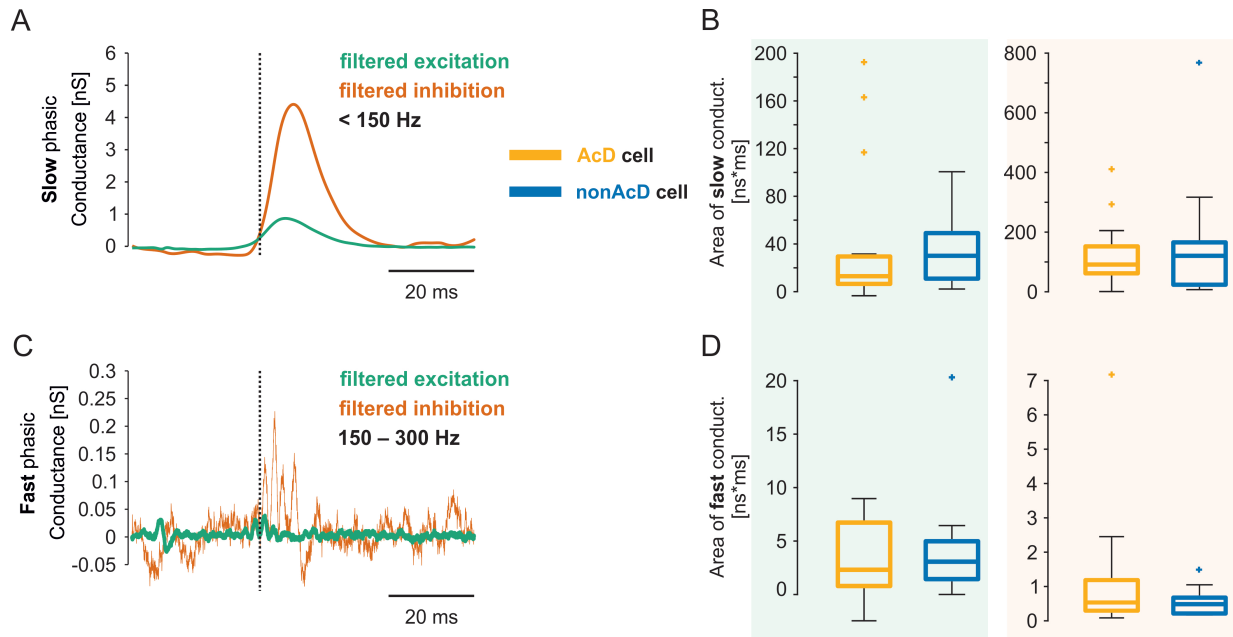 A
Slow phasic
Conductance [nS]
6
5
4
3
2
1
0
filtered excitation
filtered inhibition
< 150 Hz
20 ms
AcD cell
nonAcD cell
B
Area of slow conduct.
[ns*ms]
200
160
120
80
40
0
800
600
400
200
0
C
Fast phasic
Conductance [nS]
0.3
0.25
0.2
0.15
0.1
0.05
0
-0.05
filtered excitation
filtered inhibition
150 – 300 Hz
20 ms
D
Area of fast conduct.
[ns*ms]
20
15
10
5
0
7
6
5
4
3
2
1
0